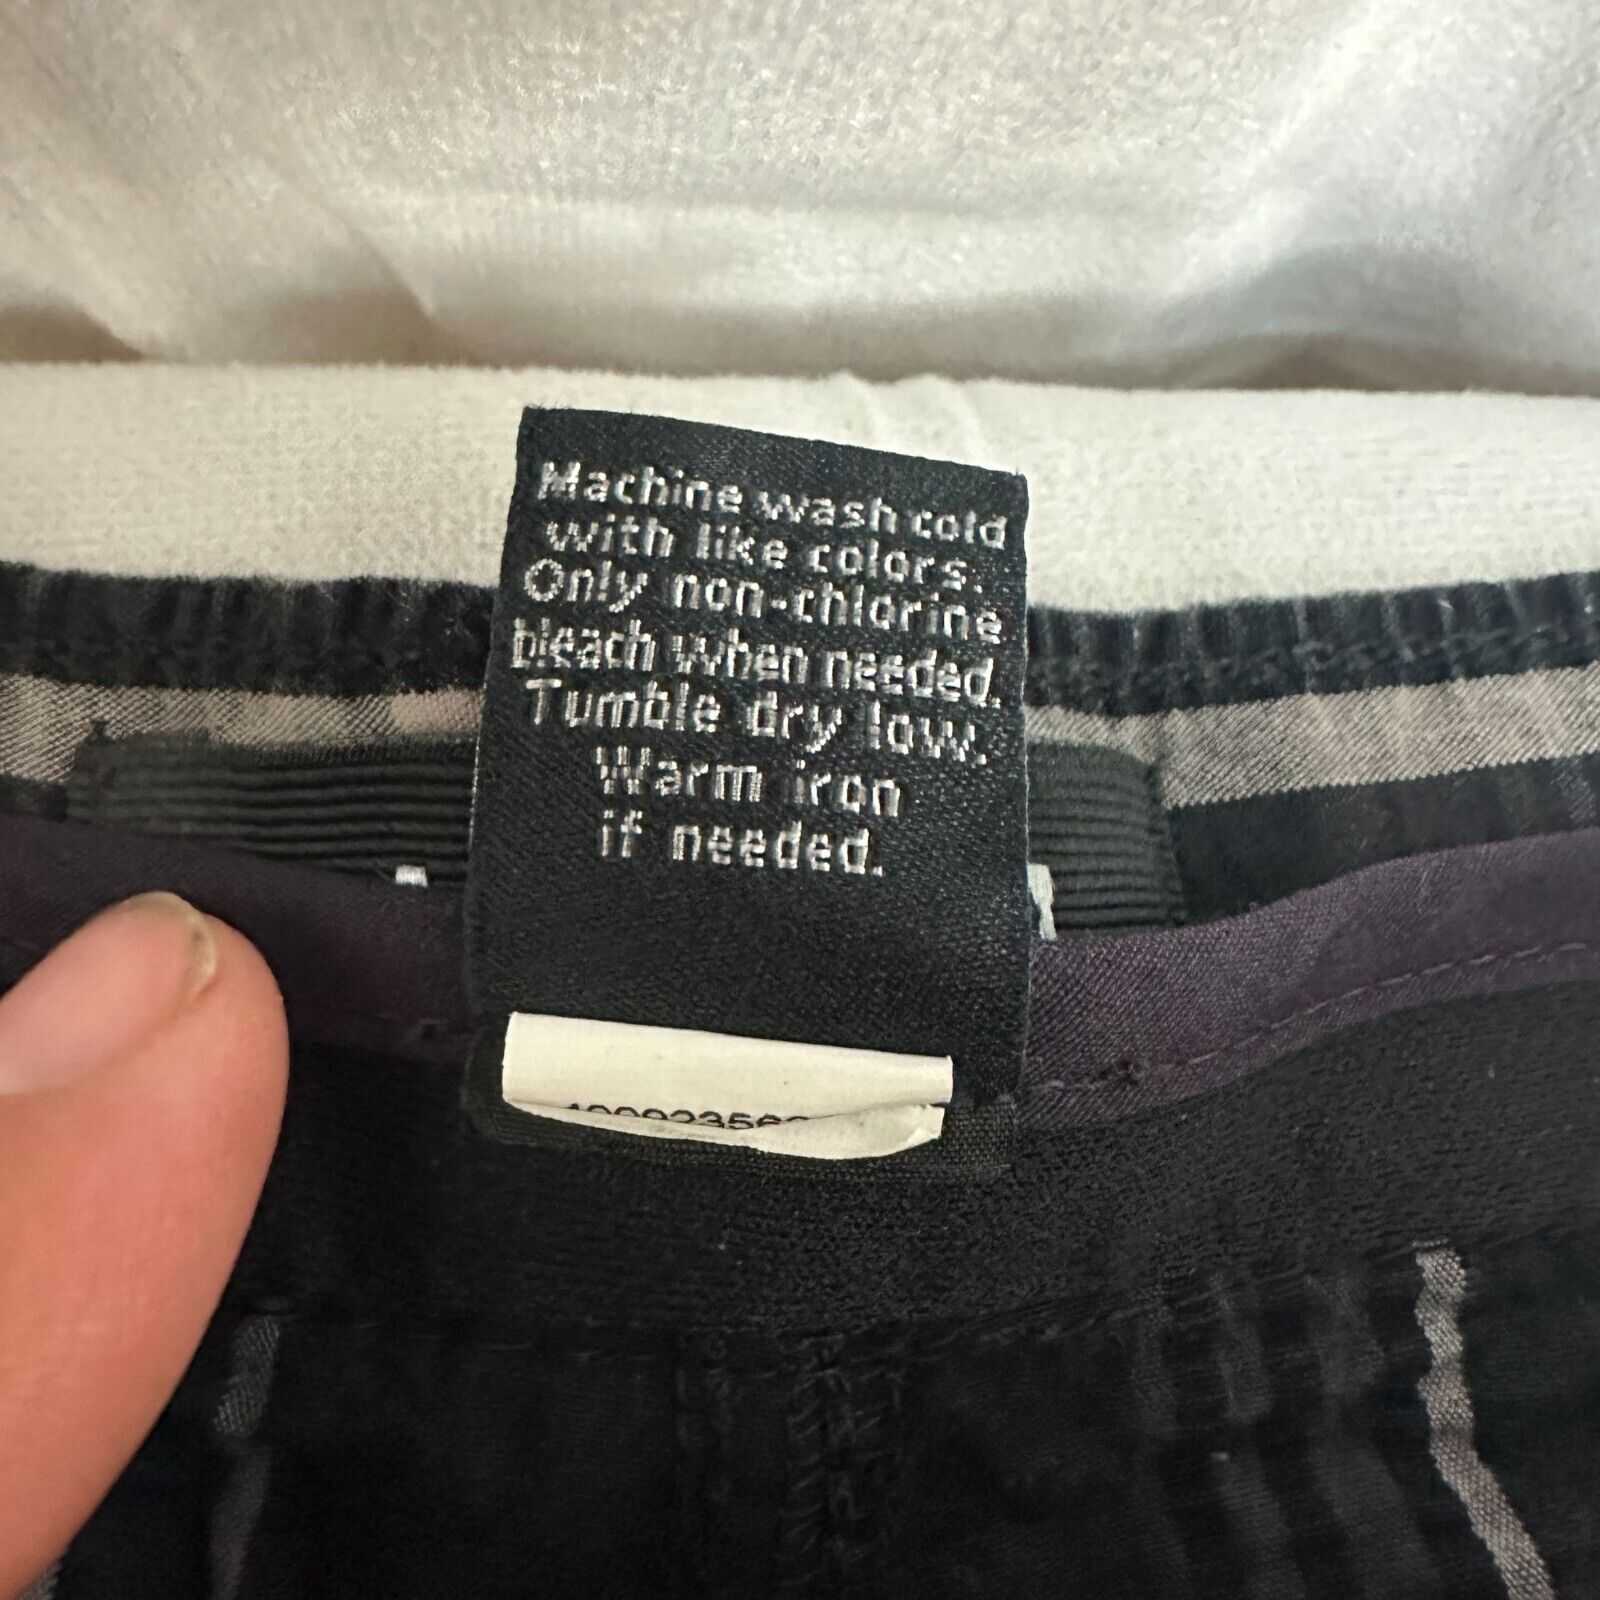 Machine wash cold
with like colors.
Only non-chlorine
bleach when needed.
Tumble dry low.
Warm iron
if needed.